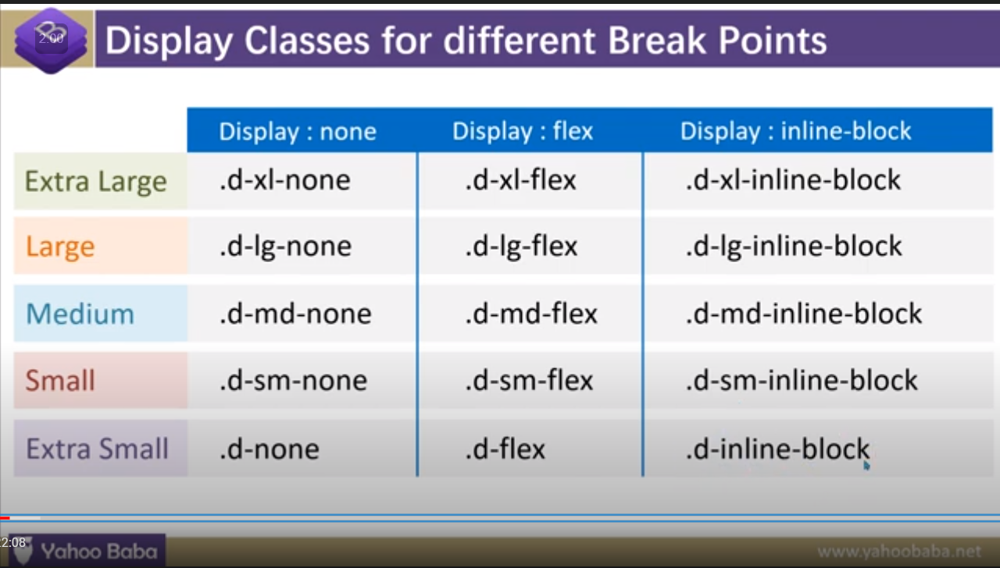 2.00
Display Classes for different Break Points
Display : none Display : flex Display : inline-block
Extra Large .d-xl-none .d-xl-flex .d-xl-inline-block
Large .d-lg-none .d-lg-flex .d-lg-inline-block
Medium .d-md-none .d-md-flex .d-md-inline-block
Small .d-sm-none .d-sm-flex .d-sm-inline-block
Extra Small .d-none .d-flex .d-inline-block
2:08
Yahoo Baba www.yahoobaba.net